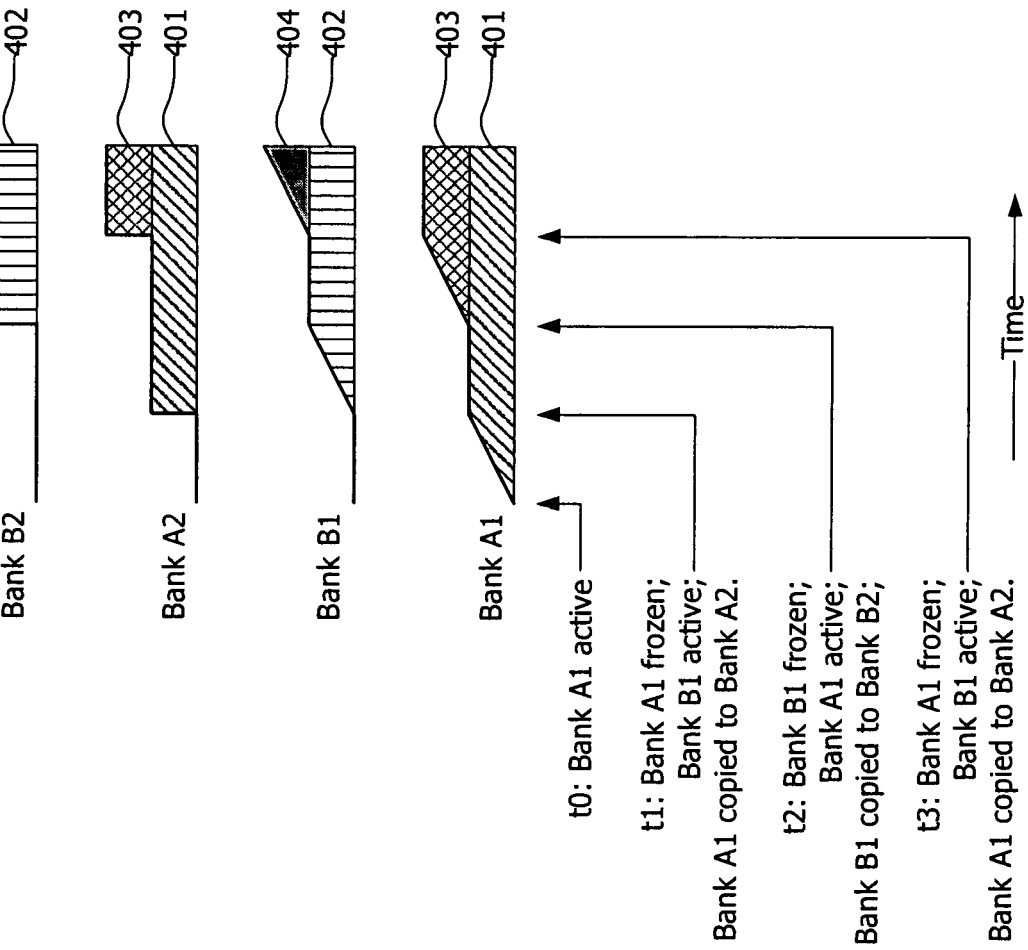 Bank B2
402
Bank A2
403
401
Bank B1
404
402
Bank A1
403
401
t0: Bank A1 active
t1: Bank A1 frozen;
Bank B1 active;
Bank A1 copied to Bank A2.
t2: Bank B1 frozen;
Bank A1 active;
Bank B1 copied to Bank B2;
t3: Bank A1 frozen;
Bank B1 active;
Bank A1 copied to Bank A2.
Time